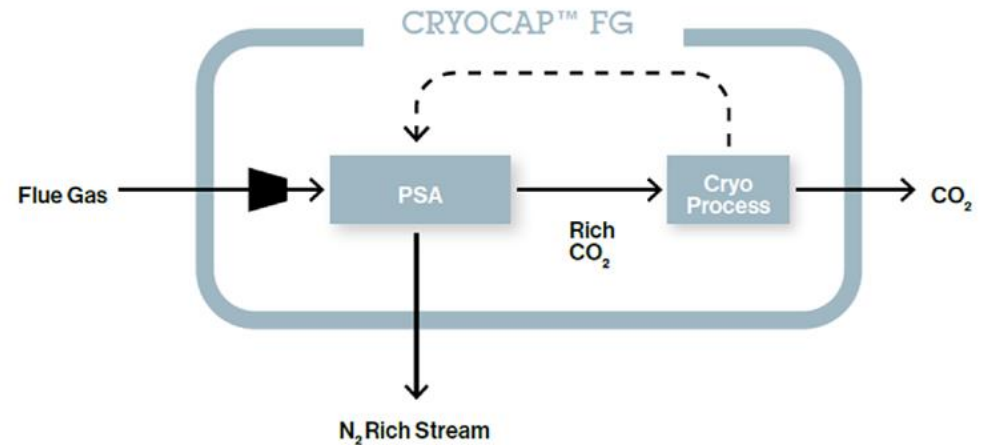 CRYOCAP™ FG
Flue Gas
PSA
Rich
CO₂
Cryo
Process
CO₂
N₂ Rich Stream